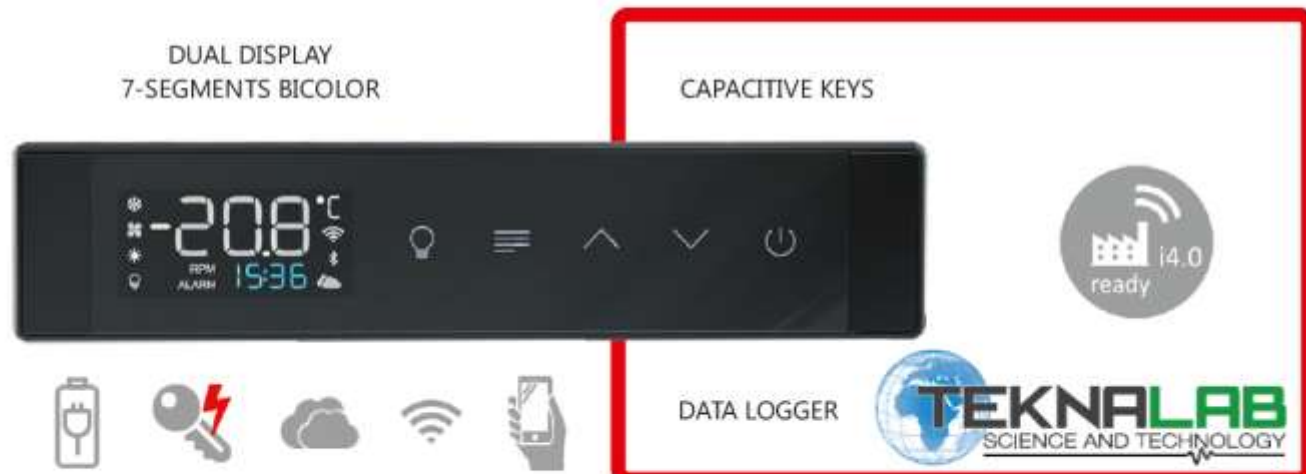 DUAL DISPLAY
7-SEGMENTS BICOLOR
CAPACITIVE KEYS
-20.8 °C
RPM
ALARM 15:36
i4.0
ready
DATA LOGGER
TEKNALAB
SCIENCE AND TECHNOLOGY